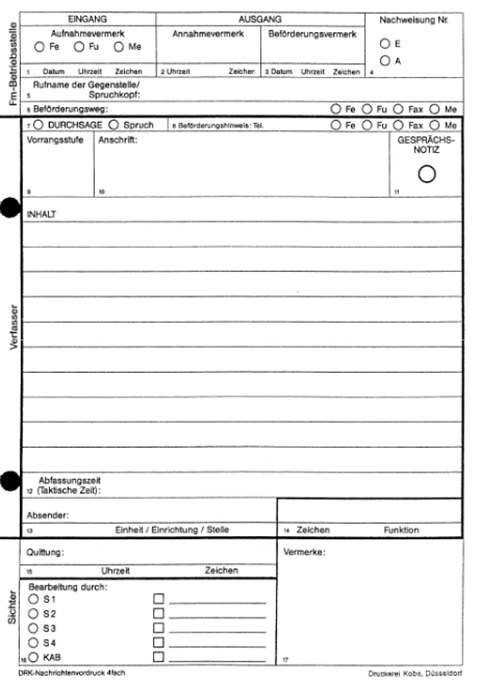 EINGANG AUSGANG Nachweisung Nr.
Aufnahmevermerk Annahmevermerk Beförderungsvermerk
Fe Fu Me E
A
1 Datum Uhrzeit Zeichen 2 Uhrzeit Zeichen 3 Datum Uhrzeit Zeichen 4
Rufname der Gegenstelle/
5 Spruchkopf:
6 Beförderungsweg: Fe Fu Fax Me
Fm-Betriebsstelle
7 DURCHSAGE Spruch 8 Beförderungshinweis: Tel. Fe Fu Fax Me
Vorrangsstufe Anschrift: GESPRÄCHS-
NOTIZ
9 10 11
INHALT
Verfasser
Abfassungszeit
12 (Taktische Zeit):
Absender:
13 Einheit / Einrichtung / Stelle 14 Zeichen Funktion
Quittung: Vermerke:
15 Uhrzeit Zeichen
Bearbeitung durch:
S1
S2
S3
S4
16 KAB 17
Sichter
DRK-Nachrichtenvordruck 4fach Druckerei Kobs, Düsseldorf